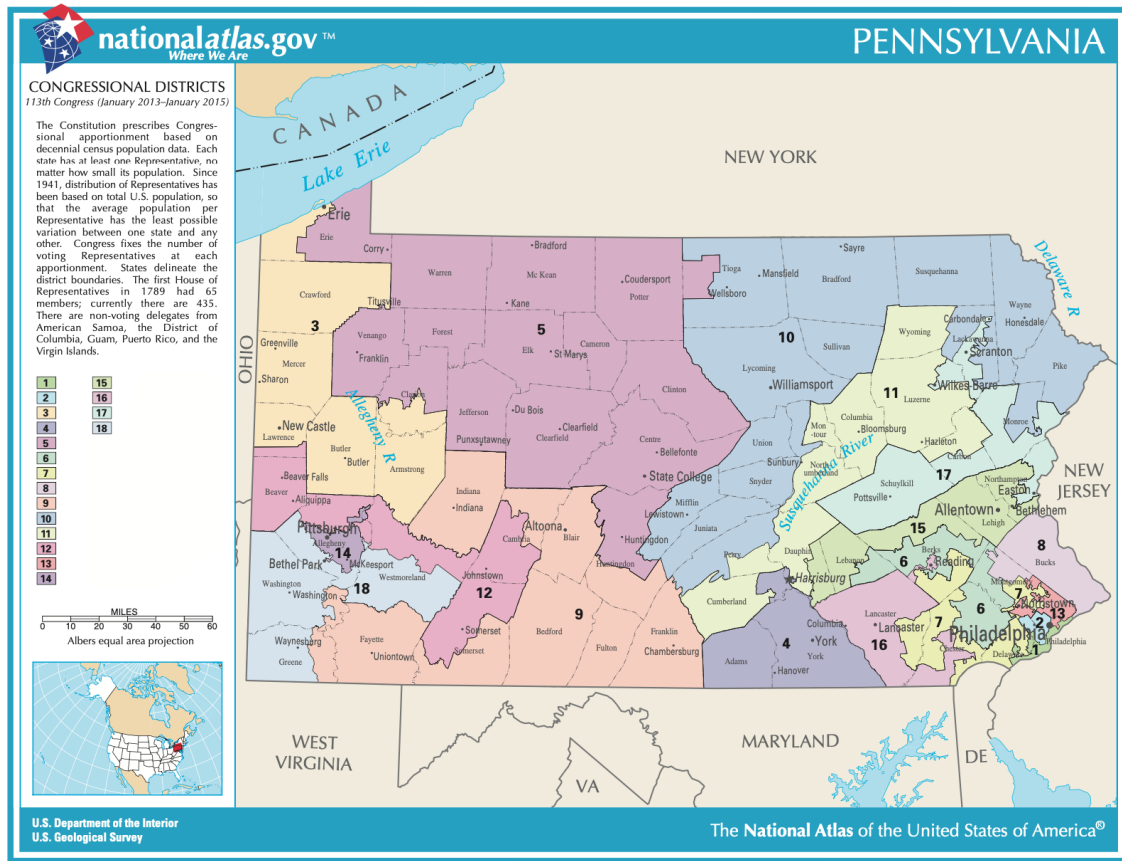 nationalatlas.gov ™
Where We Are
PENNSYLVANIA
CONGRESSIONAL DISTRICTS
113th Congress (January 2013–January 2015)
The Constitution prescribes Congres-
sional apportionment based on
decennial census population data. Each
state has at least one Representative, no
matter how small its population. Since
1941, distribution of Representatives has
been based on total U.S. population, so
that the average population per
Representative has the least possible
variation between one state and any
other. Congress fixes the number of
voting Representatives at each
apportionment. States delineate the
district boundaries. The first House of
Representatives in 1789 had 65
members; currently there are 435.
There are non-voting delegates from
American Samoa, the District of
Columbia, Guam, Puerto Rico, and the
Virgin Islands.
1
2
3
4
5
6
7
8
9
10
11
12
13
14
15
16
17
18
MILES
0 10 20 30 40 50 60
Albers equal area projection
CANADA
Lake Erie
NEW YORK
OHIO
WEST
VIRGINIA
VA
MARYLAND
DE
NEW
JERSEY
Delaware R
Allegheny R
Susquehanna River
Erie
Erie
Corry
Crawford
Titusville
3
Greenville
Mercer
Sharon
New Castle
Lawrence
Butler
Butler
Armstrong
Warren
Mc Kean
Bradford
Coudersport
Potter
Kane
Venango
Forest
5
Franklin
Elk
St Marys
Cameron
Clarion
Clinton
Jefferson
Du Bois
Clearfield
Clearfield
Punxsutawney
Centre
Bellefonte
State College
Tioga
Mansfield
Wellsboro
Sayre
Bradford
Susquehanna
Wayne
Honesdale
10
Sullivan
Lycoming
Williamsport
Wyoming
Carbondale
Lackawanna
Scranton
Pike
Wilkes-Barre
11
Luzerne
Columbia
Bloomsburg
Mon
-tour
Hazleton
Monroe
Carbon
Union
Sunbury
North-
umberland
Snyder
Mifflin
Lewistown
Juniata
Perry
Schuylkill
17
Pottsville
Northampton
Easton
Allentown
Bethlehem
Lehigh
15
Dauphin
Lebanon
Harrisburg
Berks
Reading
6
8
Bucks
Montgomery
7
Norristown
13
6
2
Philadelphia
Philadelphia
1
Delaware
7
Chester
Lancaster
Lancaster
16
Columbia
York
York
4
Hanover
Adams
Cumberland
Beaver Falls
Beaver
Aliquippa
Pittsburgh
Allegheny
14
McKeesport
Bethel Park
Washington
Washington
18
Westmoreland
Waynesburg
Greene
Fayette
Uniontown
Indiana
Indiana
Cambria
Johnstown
12
Somerset
Somerset
Altoona
Blair
Huntingdon
Huntingdon
9
Bedford
Fulton
Franklin
Chambersburg
U.S. Department of the Interior
U.S. Geological Survey
The National Atlas of the United States of America®